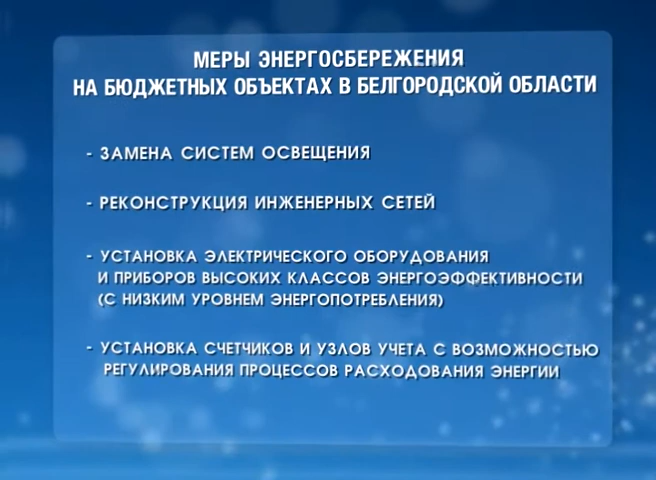 МЕРЫ ЭНЕРГОСБЕРЕЖЕНИЯ
НА БЮДЖЕТНЫХ ОБЪЕКТАХ В БЕЛГОРОДСКОЙ ОБЛАСТИ
- ЗАМЕНА СИСТЕМ ОСВЕЩЕНИЯ
- РЕКОНСТРУКЦИЯ ИНЖЕНЕРНЫХ СЕТЕЙ
- УСТАНОВКА ЭЛЕКТРИЧЕСКОГО ОБОРУДОВАНИЯ
И ПРИБОРОВ ВЫСОКИХ КЛАССОВ ЭНЕРГОЭФФЕКТИВНОСТИ
(С НИЗКИМ УРОВНЕМ ЭНЕРГОПОТРЕБЛЕНИЯ)
- УСТАНОВКА СЧЕТЧИКОВ И УЗЛОВ УЧЕТА С ВОЗМОЖНОСТЬЮ
РЕГУЛИРОВАНИЯ ПРОЦЕССОВ РАСХОДОВАНИЯ ЭНЕРГИИ